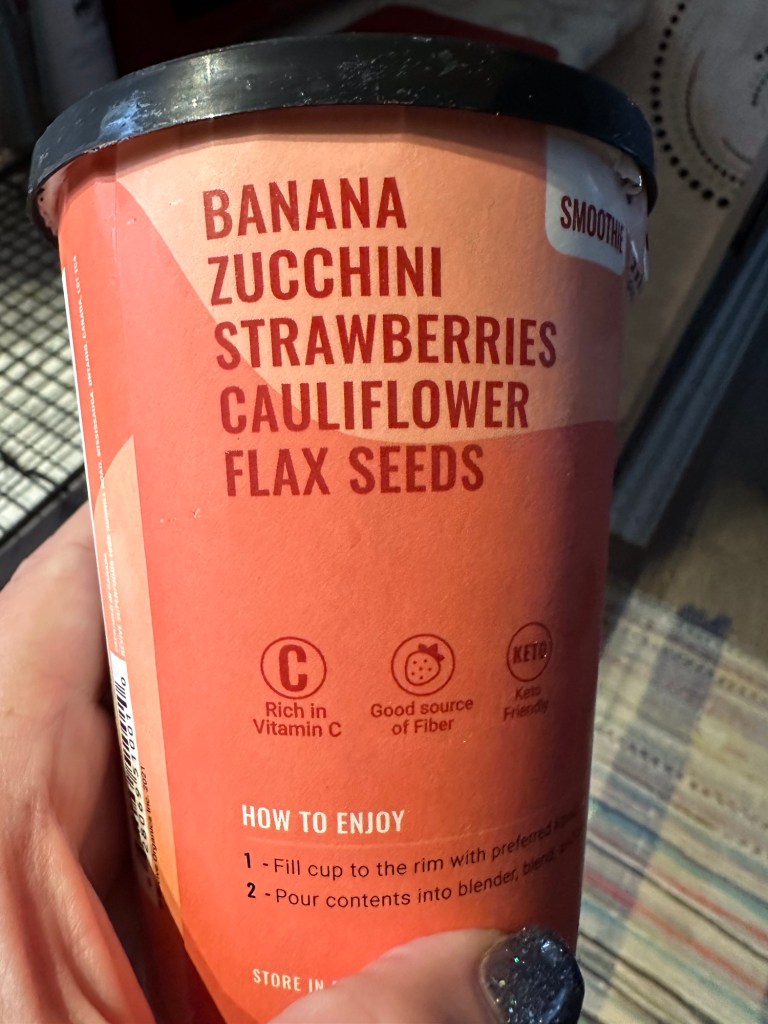 BANANA
ZUCCHINI
STRAWBERRIES
CAULIFLOWER
FLAX SEEDS
SMOOTHIE
C
KETO
Rich in
Vitamin C
Good source
of Fiber
Keto
Friendly
HOW TO ENJOY
1 - Fill cup to the rim with preferred
2 - Pour contents into blender, blend,
STORE IN